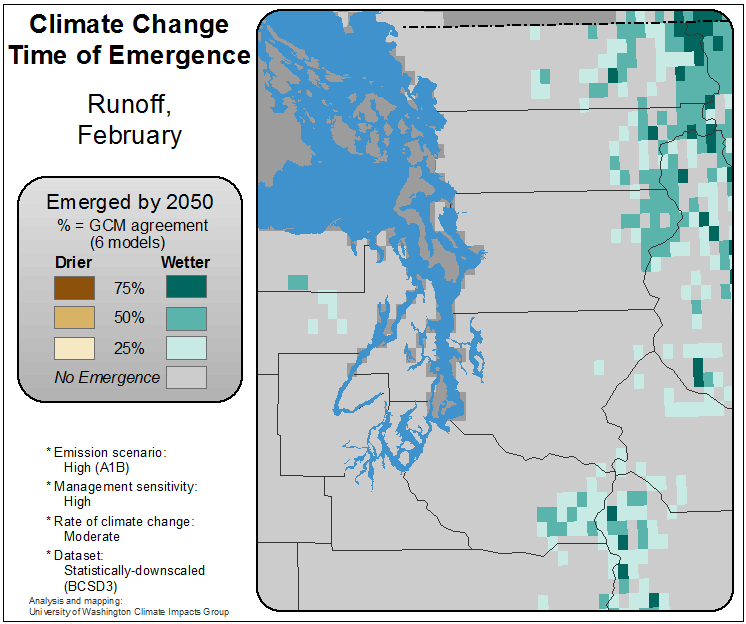 Climate Change
Time of Emergence
Runoff,
February
Emerged by 2050
% = GCM agreement
(6 models)
Drier Wetter
75%
50%
25%
No Emergence
* Emission scenario:
High (A1B)
* Management sensitivity:
High
* Rate of climate change:
Moderate
* Dataset:
Statistically-downscaled
(BCSD3)
Analysis and mapping:
University of Washington Climate Impacts Group